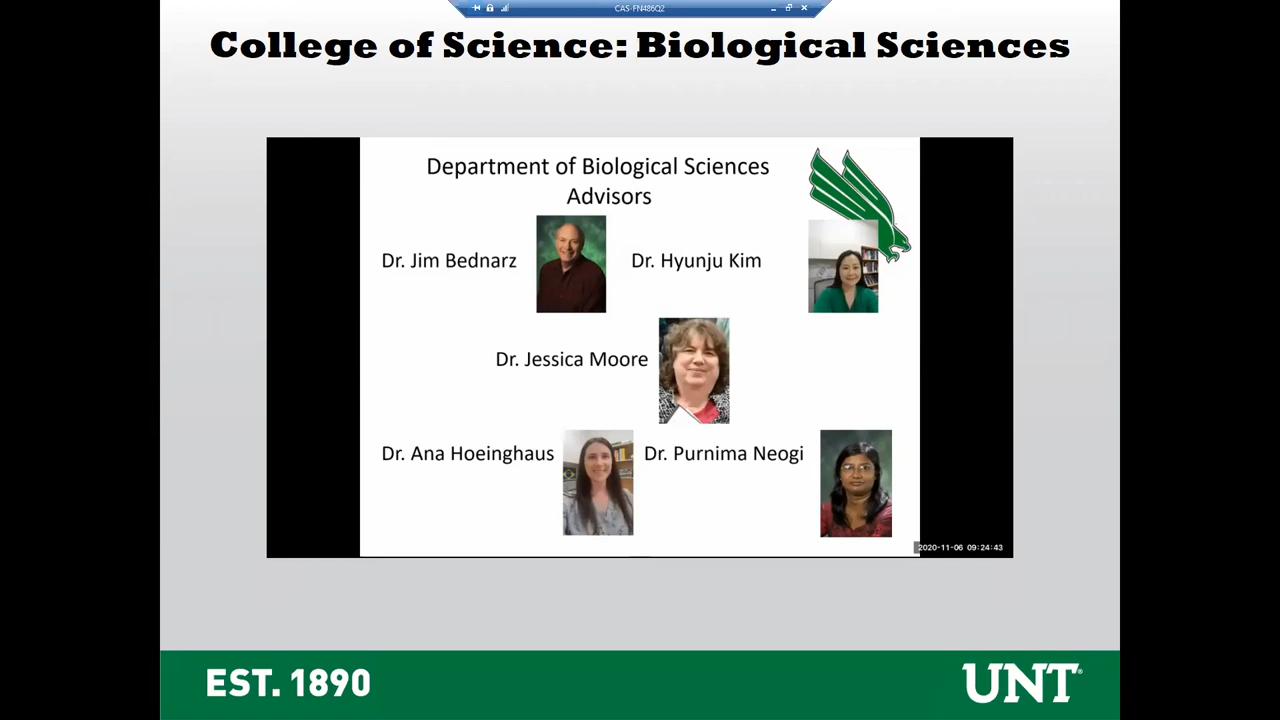 CAS-FN486Q2
College of Science: Biological Sciences
Department of Biological Sciences
Advisors
Dr. Jim Bednarz
Dr. Hyunju Kim
Dr. Jessica Moore
Dr. Ana Hoeinghaus
Dr. Purnima Neogi
2020-11-06 09:24:43
EST. 1890
UNT®